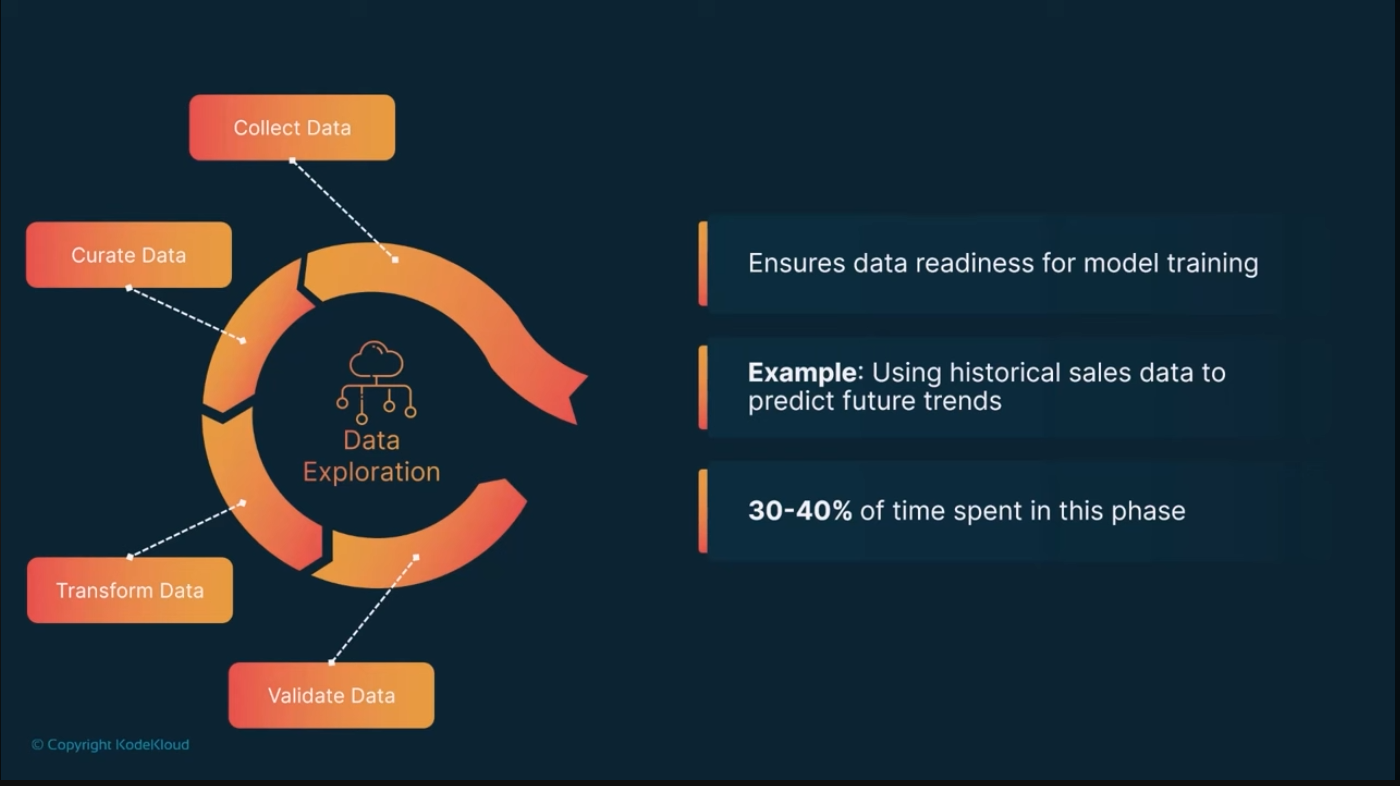 Collect Data
Curate Data
Data
Exploration
Transform Data
Validate Data
Ensures data readiness for model training
Example: Using historical sales data to
predict future trends
30-40% of time spent in this phase
© Copyright KodeKloud